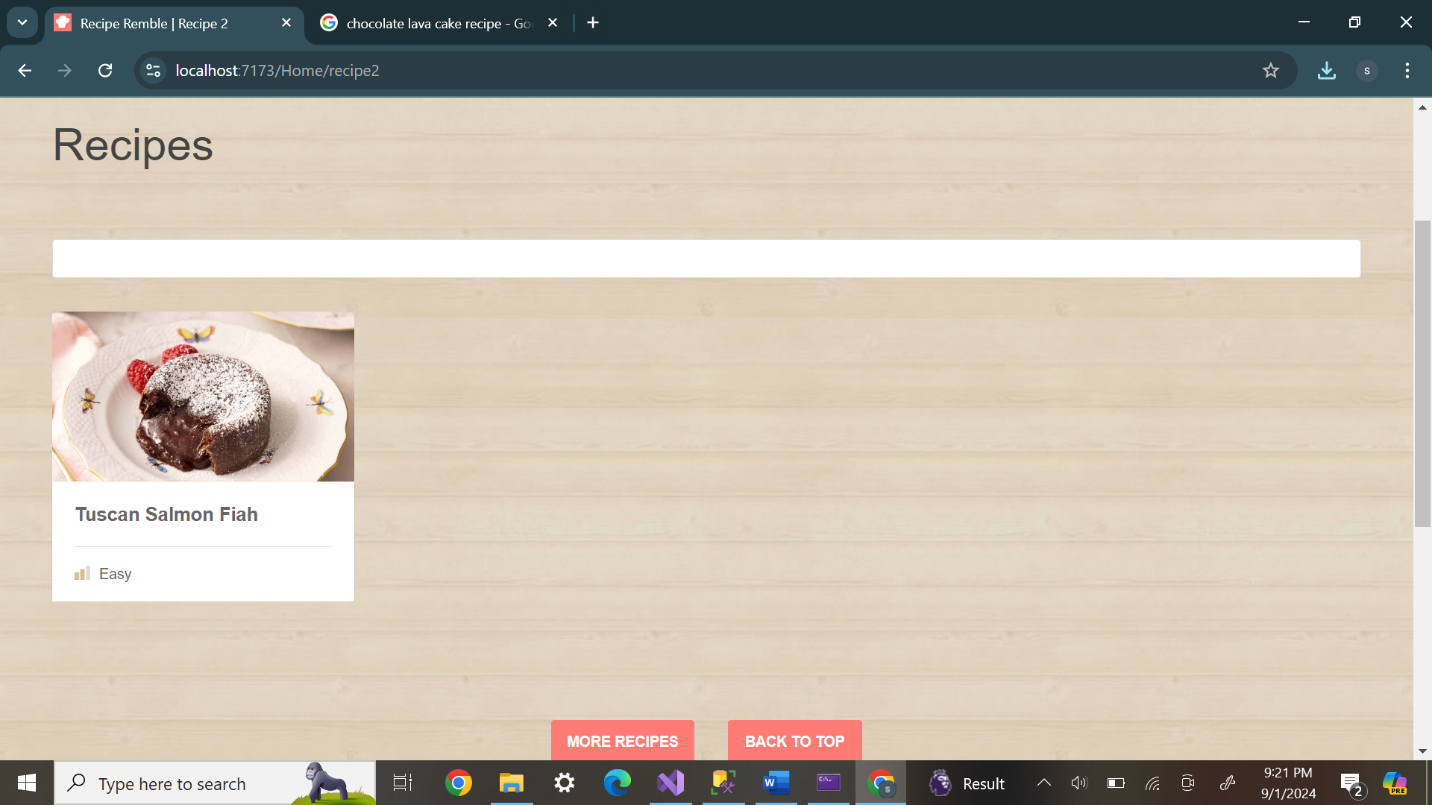 Recipe Remble | Recipe 2
chocolate lava cake recipe - Go
localhost:7173/Home/recipe2
s
Recipes
Tuscan Salmon Fiah
Easy
MORE RECIPES
BACK TO TOP
Type here to search
Result
9:21 PM
9/1/2024
2
PRE